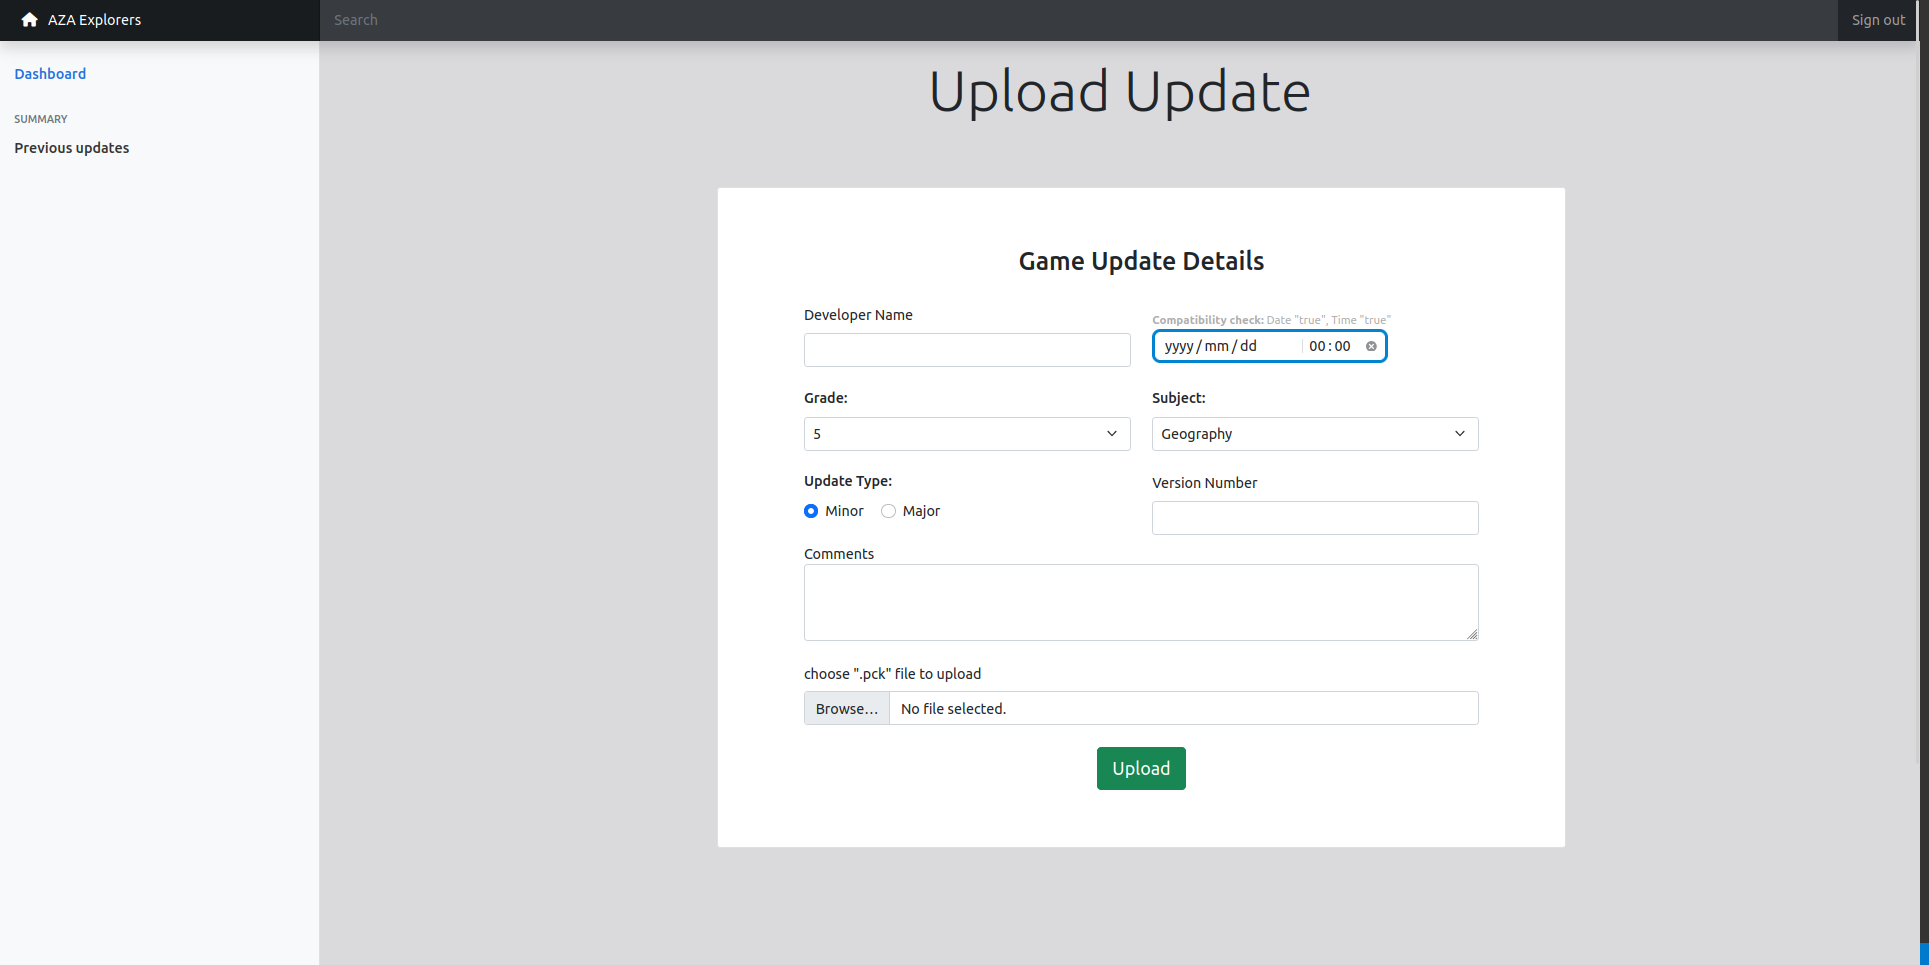 AZA Explorers
Search
Sign out
Dashboard
SUMMARY
Previous updates
Upload Update
Game Update Details
Developer Name
Compatibility check: Date "true", Time "true"
yyyy / mm / dd 00 : 00
Grade:
Subject:
5
Geography
Update Type:
Version Number
Minor Major
Comments
choose ".pck" file to upload
Browse... No file selected.
Upload